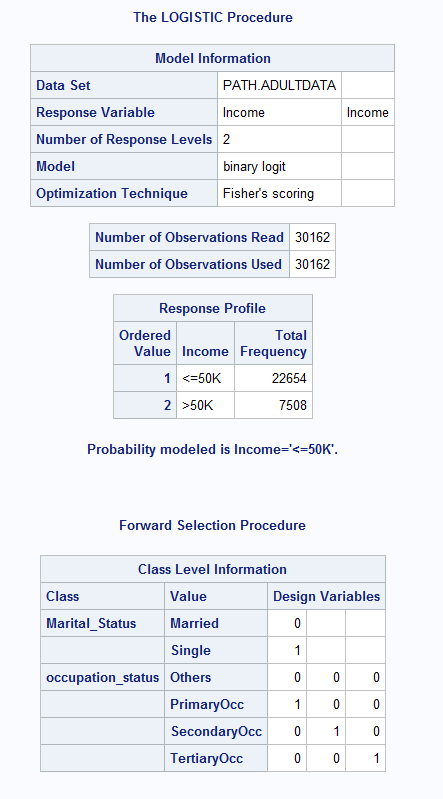 The LOGISTIC Procedure
Model Information
Data Set PATH.ADULTDATA
Response Variable Income Income
Number of Response Levels 2
Model binary logit
Optimization Technique Fisher's scoring
Number of Observations Read 30162
Number of Observations Used 30162
Response Profile
Ordered Value Income Total Frequency
1 <=50K 22654
2 >50K 7508
Probability modeled is Income='<=50K'.
Forward Selection Procedure
Class Level Information
Class Value Design Variables
Marital_Status Married 0
Single 1
occupation_status Others 0 0 0
PrimaryOcc 1 0 0
SecondaryOcc 0 1 0
TertiaryOcc 0 0 1